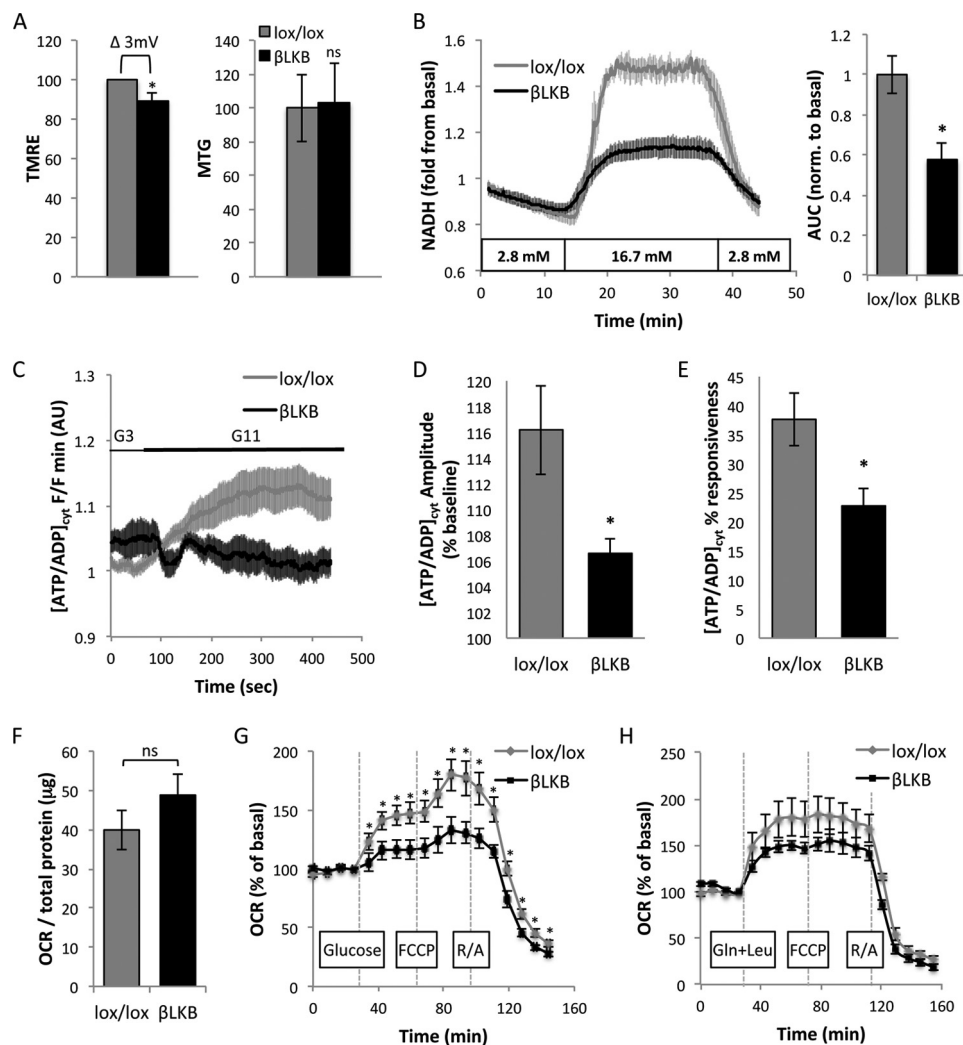 A
lox/lox
βLKB
Δ 3mV
*
ns
TMRE
120
100
80
60
40
20
0
MTG
140
120
100
80
60
40
20
0
B
lox/lox
βLKB
NADH (fold from basal)
1.6
1.4
1.2
1
0.8
0.6
2.8 mM
16.7 mM
2.8 mM
0
10
20
30
40
50
Time (min)
AUC (norm. to basal)
1.2
1
0.8
0.6
0.4
0.2
0
*
lox/lox βLKB
C
lox/lox
βLKB
[ATP/ADP]cyt F/F min (AU)
1.3
1.2
1.1
1
0.9
G3
G11
0
100
200
300
400
500
Time (sec)
D
[ATP/ADP]cyt Amplitude
(% baseline)
120
118
116
114
112
110
108
106
104
102
100
*
lox/lox βLKB
E
[ATP/ADP]cyt % responsiveness
45
40
35
30
25
20
15
10
5
0
*
lox/lox βLKB
F
OCR / total protein (μg)
60
50
40
30
20
10
0
ns
lox/lox βLKB
G
lox/lox
βLKB
OCR (% of basal)
200
150
100
50
0
* * * * * * * * * * * * * *
Glucose
FCCP
R/A
0
40
80
120
160
Time (min)
H
lox/lox
βLKB
OCR (% of basal)
250
200
150
100
50
0
Gln+Leu
FCCP
R/A
0
40
80
120
160
Time (min)